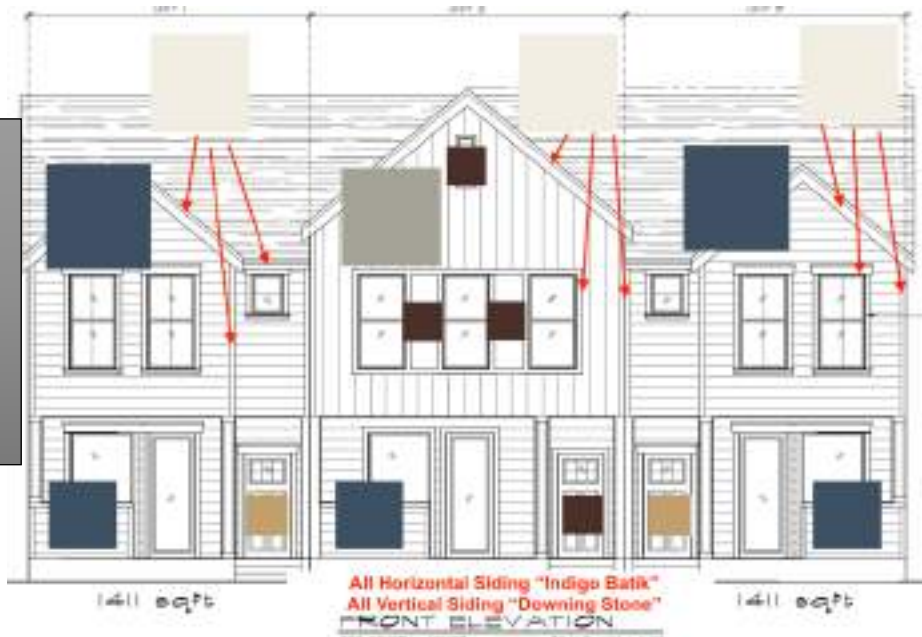 All Horizontal Siding "Indigo Batik"
All Vertical Siding "Downing Stone"
1411 sqft
1411 sqft
FRONT ELEVATION